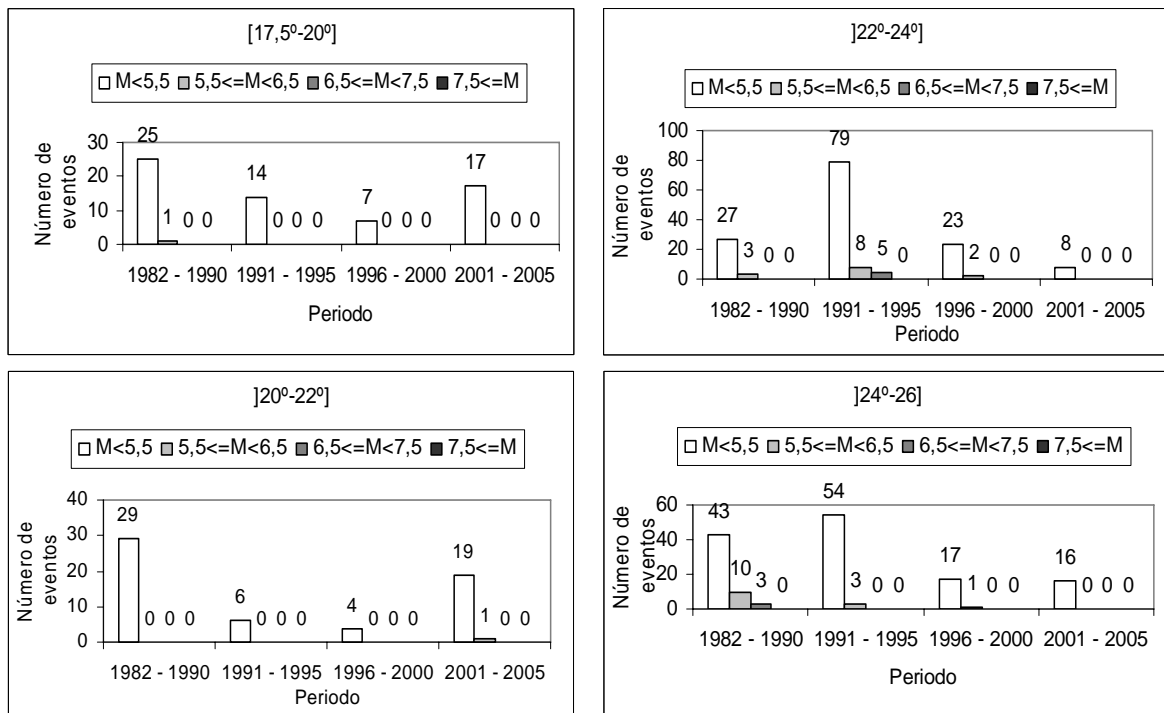 [17,5º-20º]
M<5,5 5,5<=M<6,5 6,5<=M<7,5 7,5<=M
Número de
eventos
30
20
10
0
25 1 0 0
14 0 0 0
7 0 0 0
17 0 0 0
1982 - 1990 1991 - 1995 1996 - 2000 2001 - 2005
Periodo
]22º-24º]
M<5,5 5,5<=M<6,5 6,5<=M<7,5 7,5<=M
Número de
eventos
100
80
60
40
20
0
27 3 0 0
79 8 5 0
23 2 0 0
8 0 0 0
1982 - 1990 1991 - 1995 1996 - 2000 2001 - 2005
Periodo
]20º-22º]
M<5,5 5,5<=M<6,5 6,5<=M<7,5 7,5<=M
Número de
eventos
40
30
20
10
0
29 0 0 0
6 0 0 0
4 0 0 0
19 1 0 0
1982 - 1990 1991 - 1995 1996 - 2000 2001 - 2005
Periodo
]24º-26]
M<5,5 5,5<=M<6,5 6,5<=M<7,5 7,5<=M
Número de
eventos
60
40
20
0
43 10 3 0
54 3 0 0
17 1 0 0
16 0 0 0
1982 - 1990 1991 - 1995 1996 - 2000 2001 - 2005
Periodo